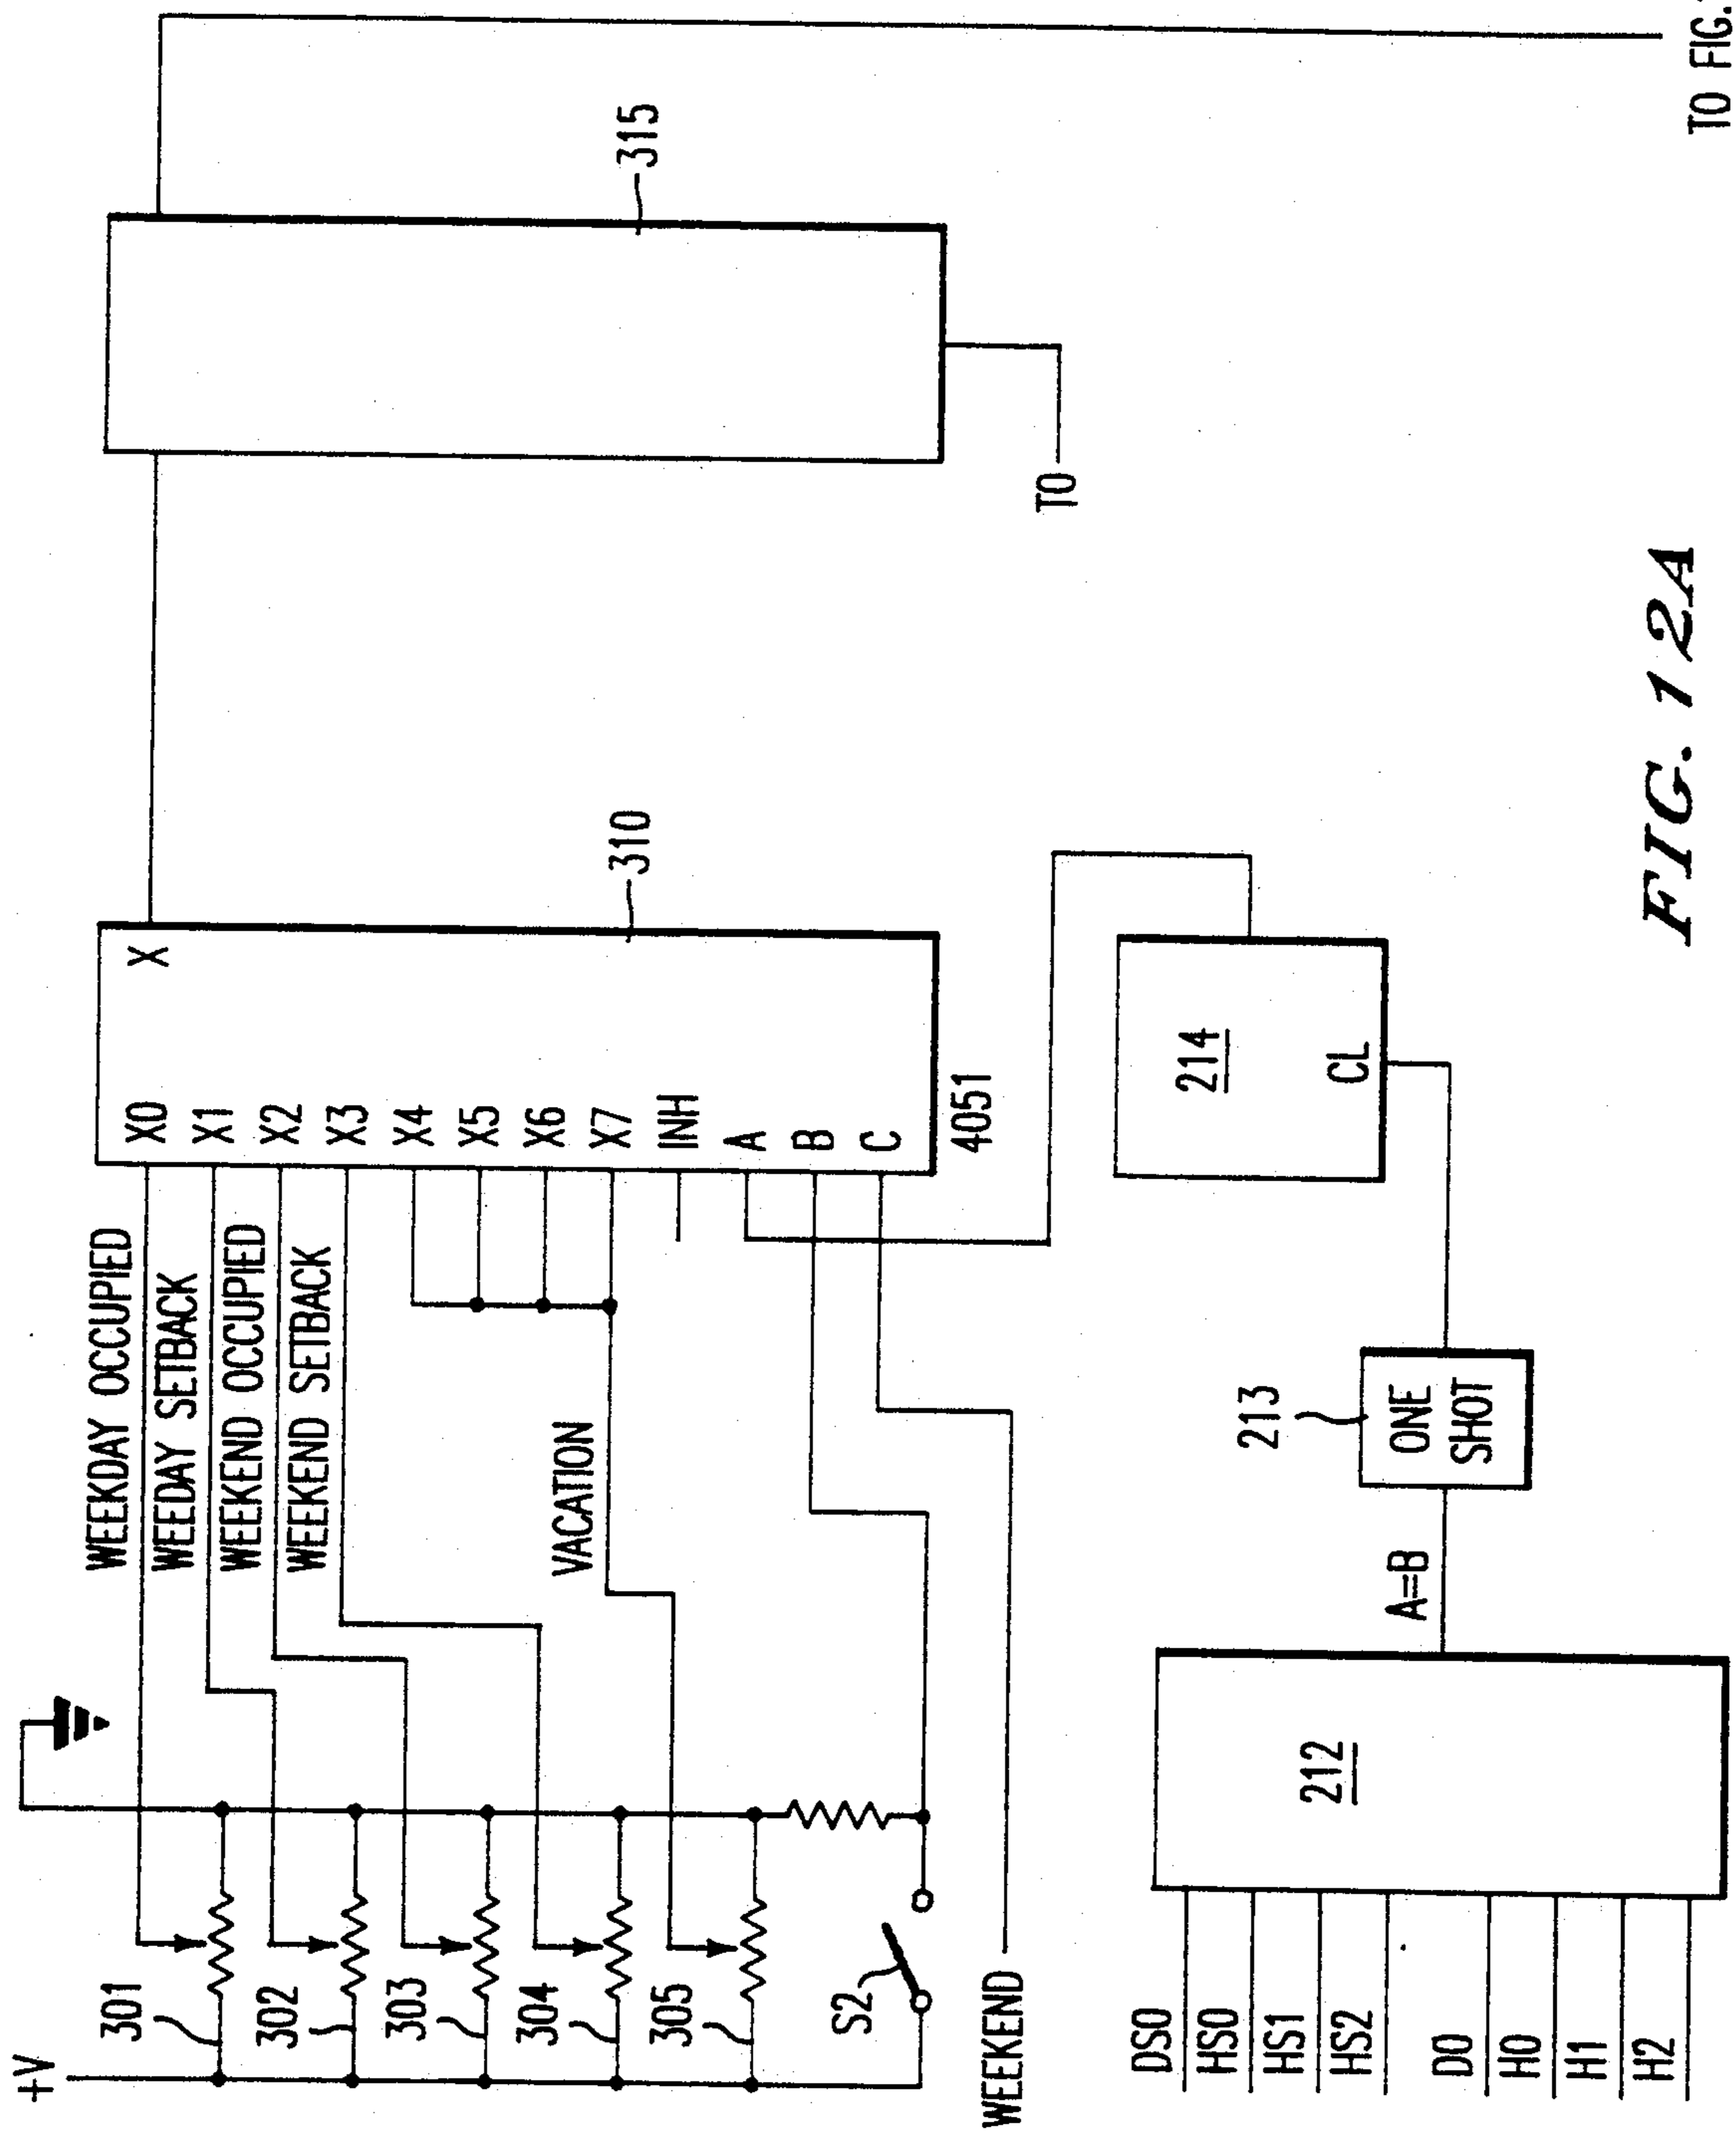 +V
301
302
303
304
305
S2
WEEKEND
WEEKDAY OCCUPIED
WEEDAY SETBACK
WEEKEND OCCUPIED
WEEKEND SETBACK
VACATION
X0
X1
X2
X3
X4
X5
X6
X7
INH
A
B
C
X
4051
310
315
TO
TO FIG.
DS0
HS0
HS1
HS2
D0
H0
H1
H2
212
A=B
213
ONE
SHOT
214
CL
FIG. 12A